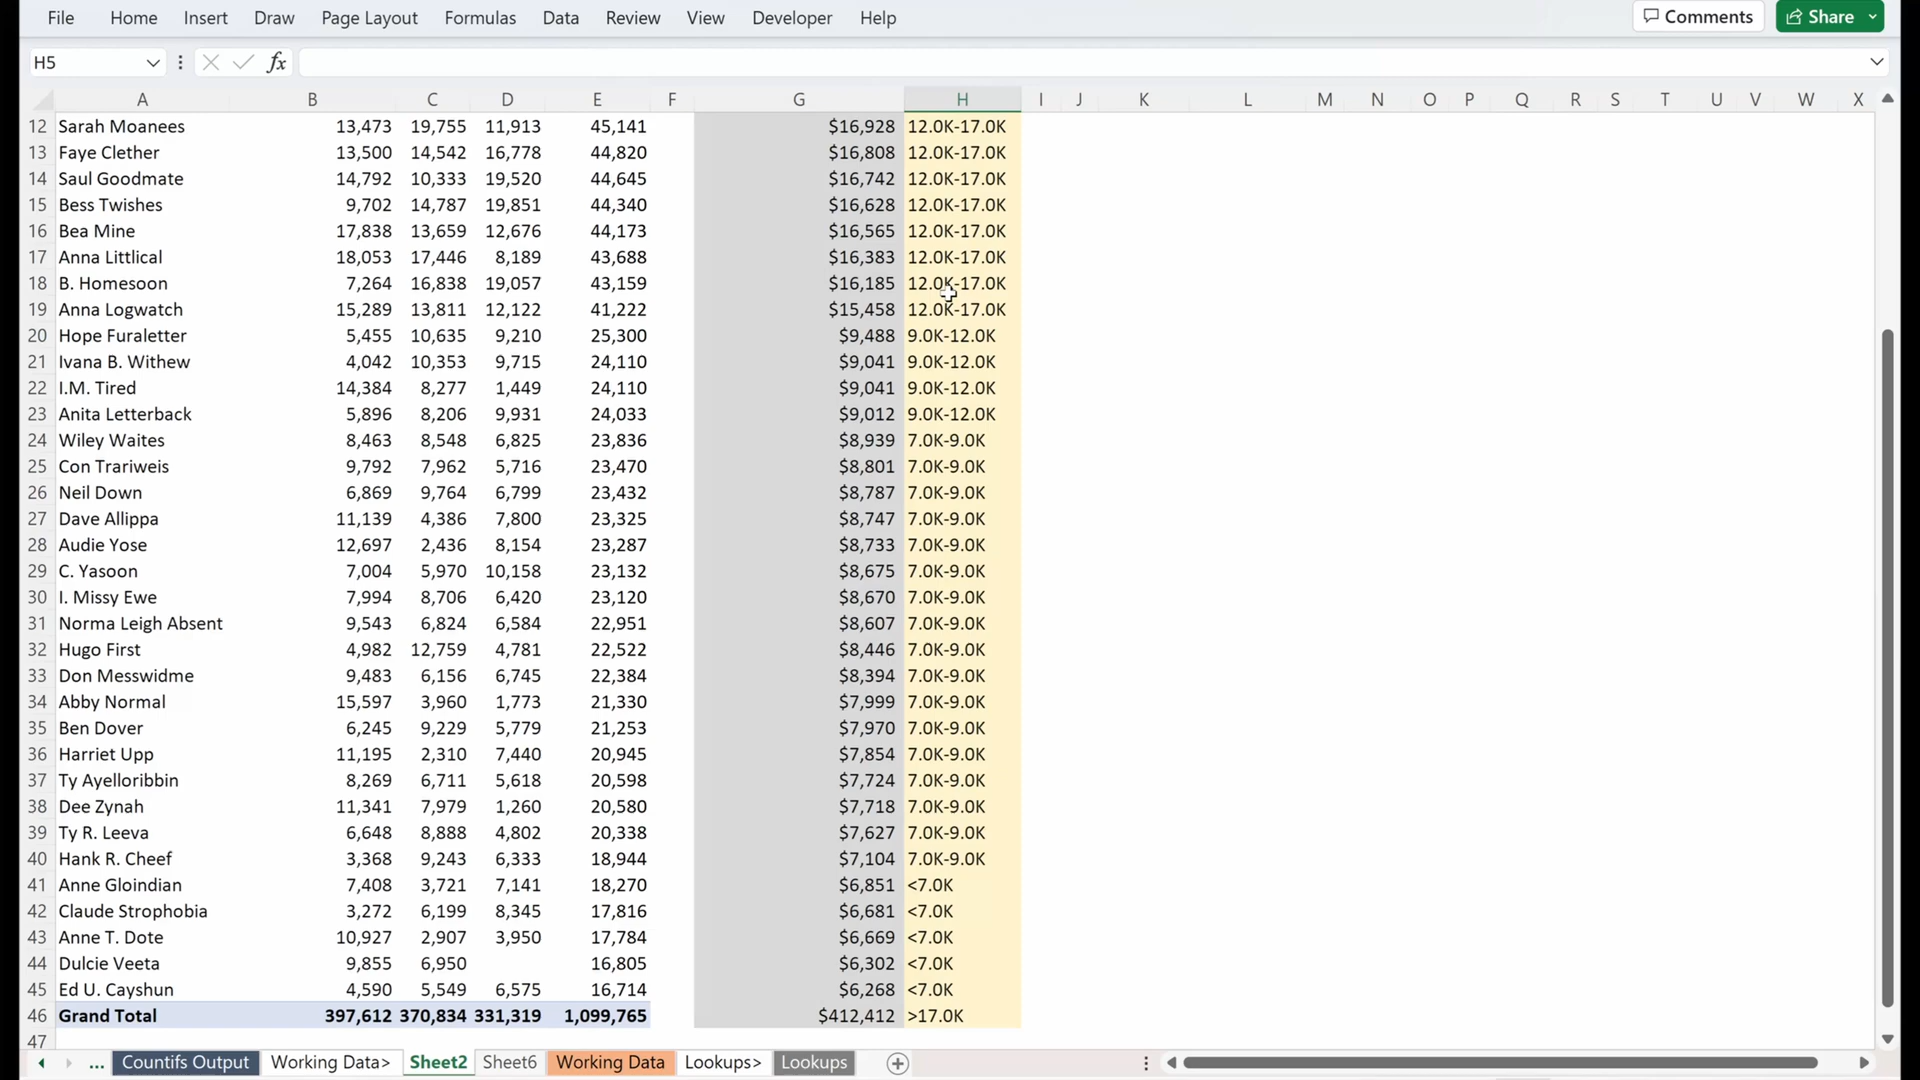 File Home Insert Draw Page Layout Formulas Data Review View Developer Help Comments Share
H5 fx
A B C D E F G H I J K L M N O P Q R S T U V W X
12 Sarah Moanees 13,473 19,755 11,913 45,141 $16,928 12.0K-17.0K
13 Faye Clether 13,500 14,542 16,778 44,820 $16,808 12.0K-17.0K
14 Saul Goodmate 14,792 10,333 19,520 44,645 $16,742 12.0K-17.0K
15 Bess Twishes 9,702 14,787 19,851 44,340 $16,628 12.0K-17.0K
16 Bea Mine 17,838 13,659 12,676 44,173 $16,565 12.0K-17.0K
17 Anna Littlical 18,053 17,446 8,189 43,688 $16,383 12.0K-17.0K
18 B. Homesoon 7,264 16,838 19,057 43,159 $16,185 12.0K-17.0K
19 Anna Logwatch 15,289 13,811 12,122 41,222 $15,458 12.0K-17.0K
20 Hope Furaletter 5,455 10,635 9,210 25,300 $9,488 9.0K-12.0K
21 Ivana B. Withew 4,042 10,353 9,715 24,110 $9,041 9.0K-12.0K
22 I.M. Tired 14,384 8,277 1,449 24,110 $9,041 9.0K-12.0K
23 Anita Letterback 5,896 8,206 9,931 24,033 $9,012 9.0K-12.0K
24 Wiley Waites 8,463 8,548 6,825 23,836 $8,939 7.0K-9.0K
25 Con Trariweis 9,792 7,962 5,716 23,470 $8,801 7.0K-9.0K
26 Neil Down 6,869 9,764 6,799 23,432 $8,787 7.0K-9.0K
27 Dave Allippa 11,139 4,386 7,800 23,325 $8,747 7.0K-9.0K
28 Audie Yose 12,697 2,436 8,154 23,287 $8,733 7.0K-9.0K
29 C. Yasoon 7,004 5,970 10,158 23,132 $8,675 7.0K-9.0K
30 I. Missy Ewe 7,994 8,706 6,420 23,120 $8,670 7.0K-9.0K
31 Norma Leigh Absent 9,543 6,824 6,584 22,951 $8,607 7.0K-9.0K
32 Hugo First 4,982 12,759 4,781 22,522 $8,446 7.0K-9.0K
33 Don Messwidme 9,483 6,156 6,745 22,384 $8,394 7.0K-9.0K
34 Abby Normal 15,597 3,960 1,773 21,330 $7,999 7.0K-9.0K
35 Ben Dover 6,245 9,229 5,779 21,253 $7,970 7.0K-9.0K
36 Harriet Upp 11,195 2,310 7,440 20,945 $7,854 7.0K-9.0K
37 Ty Ayelloribbin 8,269 6,711 5,618 20,598 $7,724 7.0K-9.0K
38 Dee Zynah 11,341 7,979 1,260 20,580 $7,718 7.0K-9.0K
39 Ty R. Leeva 6,648 8,888 4,802 20,338 $7,627 7.0K-9.0K
40 Hank R. Cheef 3,368 9,243 6,333 18,944 $7,104 7.0K-9.0K
41 Anne Gloindian 7,408 3,721 7,141 18,270 $6,851 <7.0K
42 Claude Strophobia 3,272 6,199 8,345 17,816 $6,681 <7.0K
43 Anne T. Dote 10,927 2,907 3,950 17,784 $6,669 <7.0K
44 Dulcie Veeta 9,855 6,950 16,805 $6,302 <7.0K
45 Ed U. Cayshun 4,590 5,549 6,575 16,714 $6,268 <7.0K
46 Grand Total 397,612 370,834 331,319 1,099,765 $412,412 >17.0K
47
... Countifs Output Working Data> Sheet2 Sheet6 Working Data Lookups> Lookups